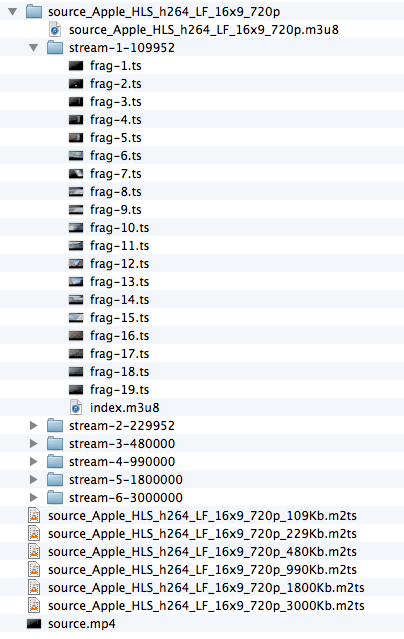 source_Apple_HLS_h264_LF_16x9_720p
source_Apple_HLS_h264_LF_16x9_720p.m3u8
stream-1-109952
frag-1.ts
frag-2.ts
frag-3.ts
frag-4.ts
frag-5.ts
frag-6.ts
frag-7.ts
frag-8.ts
frag-9.ts
frag-10.ts
frag-11.ts
frag-12.ts
frag-13.ts
frag-14.ts
frag-15.ts
frag-16.ts
frag-17.ts
frag-18.ts
frag-19.ts
index.m3u8
stream-2-229952
stream-3-480000
stream-4-990000
stream-5-1800000
stream-6-3000000
source_Apple_HLS_h264_LF_16x9_720p_109Kb.m2ts
source_Apple_HLS_h264_LF_16x9_720p_229Kb.m2ts
source_Apple_HLS_h264_LF_16x9_720p_480Kb.m2ts
source_Apple_HLS_h264_LF_16x9_720p_990Kb.m2ts
source_Apple_HLS_h264_LF_16x9_720p_1800Kb.m2ts
source_Apple_HLS_h264_LF_16x9_720p_3000Kb.m2ts
source.mp4